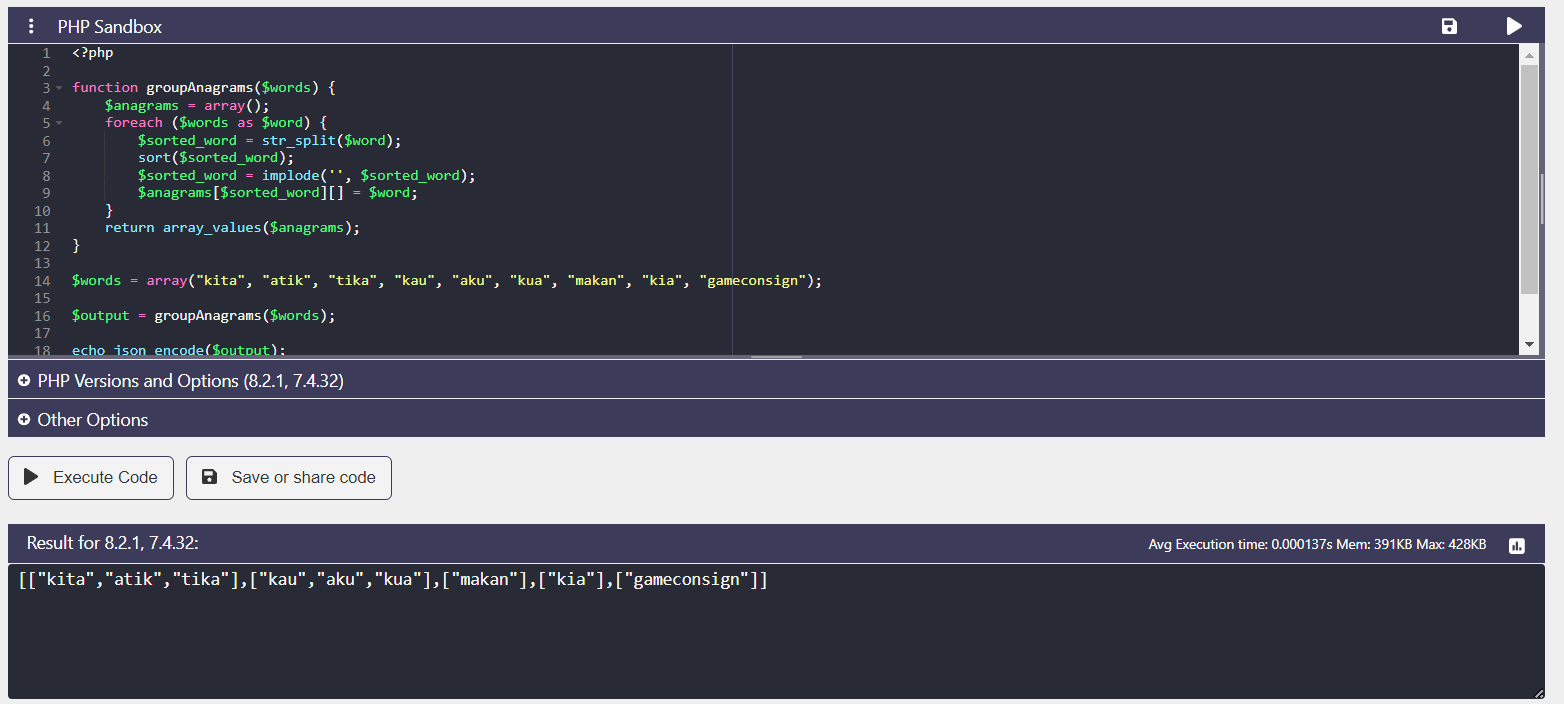 PHP Sandbox
1 <?php
2
3 function groupAnagrams($words) {
4     $anagrams = array();
5     foreach ($words as $word) {
6         $sorted_word = str_split($word);
7         sort($sorted_word);
8         $sorted_word = implode('', $sorted_word);
9         $anagrams[$sorted_word][] = $word;
10     }
11     return array_values($anagrams);
12 }
13
14 $words = array("kita", "atik", "tika", "kau", "aku", "kua", "makan", "kia", "gameconsign");
15
16 $output = groupAnagrams($words);
17
18 echo json_encode($output);
PHP Versions and Options (8.2.1, 7.4.32)
Other Options
Execute Code Save or share code
Result for 8.2.1, 7.4.32: Avg Execution time: 0.000137s Mem: 391KB Max: 428KB
[["kita","atik","tika"],["kau","aku","kua"],["makan"],["kia"],["gameconsign"]]